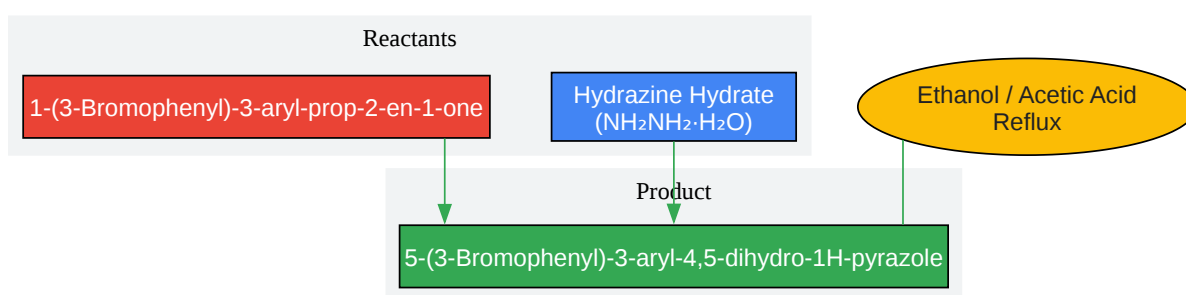 Reactants
1-(3-Bromophenyl)-3-aryl-prop-2-en-1-one
Hydrazine Hydrate
(NH₂NH₂·H₂O)
Ethanol / Acetic Acid
Reflux
Product
5-(3-Bromophenyl)-3-aryl-4,5-dihydro-1H-pyrazole